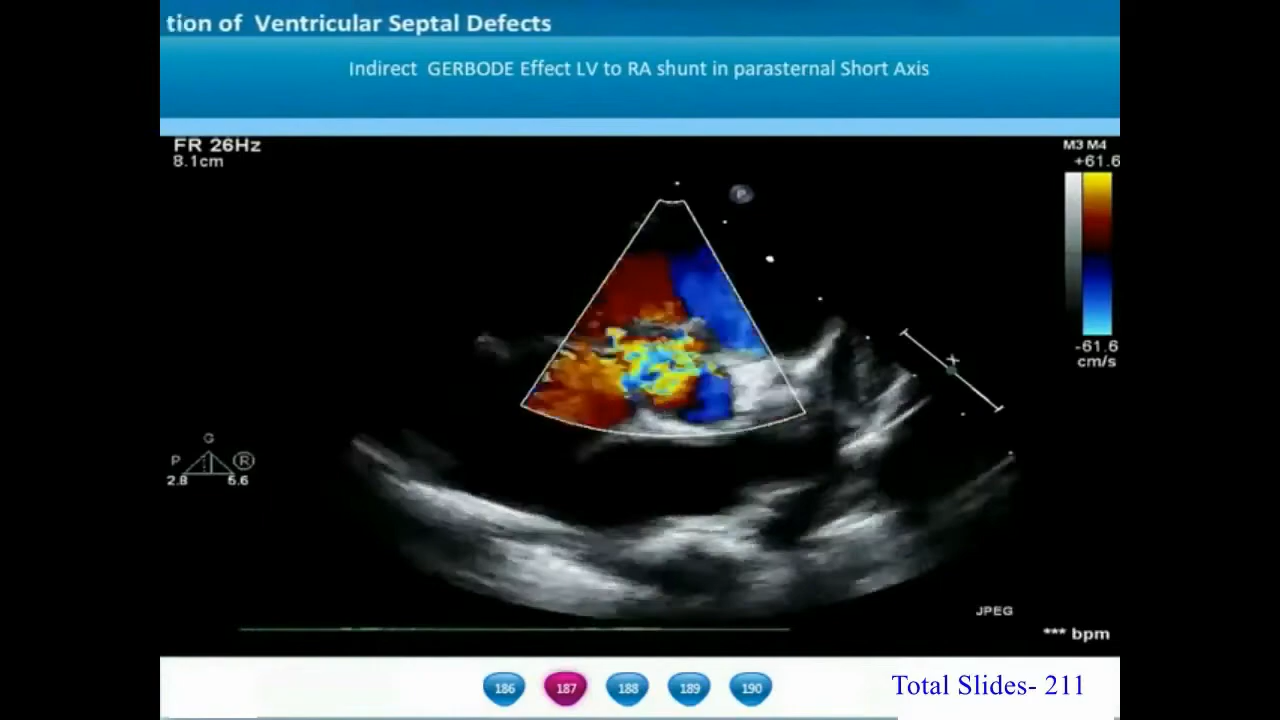 tion of Ventricular Septal Defects
Indirect GERBODE Effect LV to RA shunt in parasternal Short Axis
FR 26Hz
8.1cm
M3 M4
+61.6
-61.6
cm/s
P
X
G
P R
2.8 5.6
JPEG
*** bpm
186 187 188 189 190
Total Slides- 211